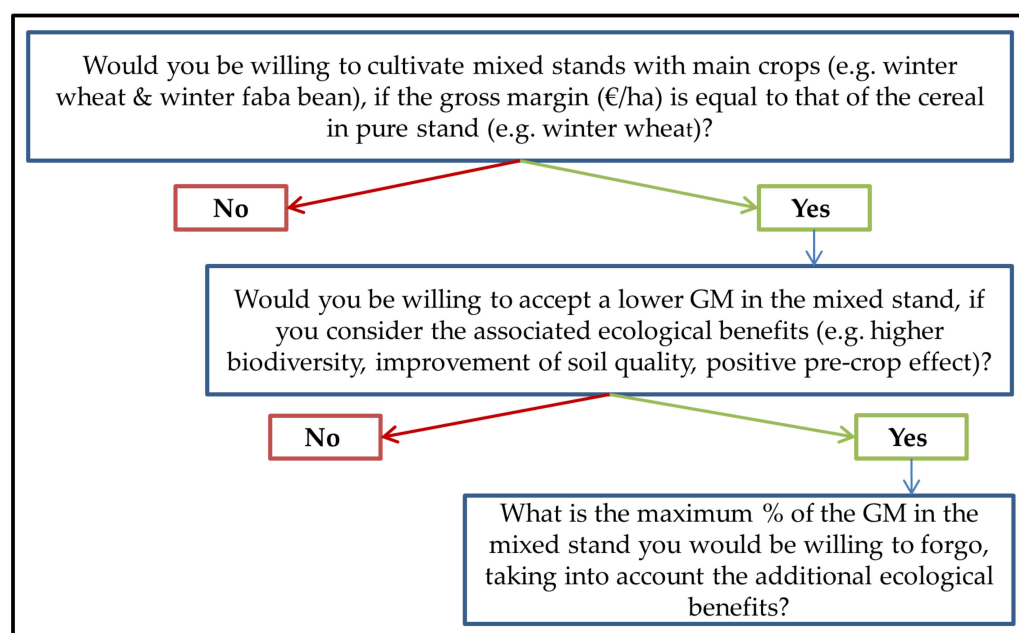 Would you be willing to cultivate mixed stands with main crops (e.g. winter
wheat & winter faba bean), if the gross margin (€/ha) is equal to that of the cereal
in pure stand (e.g. winter wheat)?
No
Yes
Would you be willing to accept a lower GM in the mixed stand, if
you consider the associated ecological benefits (e.g. higher
biodiversity, improvement of soil quality, positive pre-crop effect)?
No
Yes
What is the maximum % of the GM in the
mixed stand you would be willing to forgo,
taking into account the additional ecological
benefits?